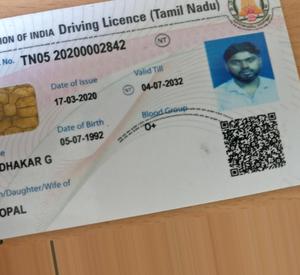 ION OF INDIA Driving Licence (Tamil Nadu)
No. TN05 20200002842
NT
Date of Issue Valid Till
17-03-2020 04-07-2032 NT
Date of Birth Blood Group
05-07-1992 O+
DHAKAR G
n/Daughter/Wife of
OPAL